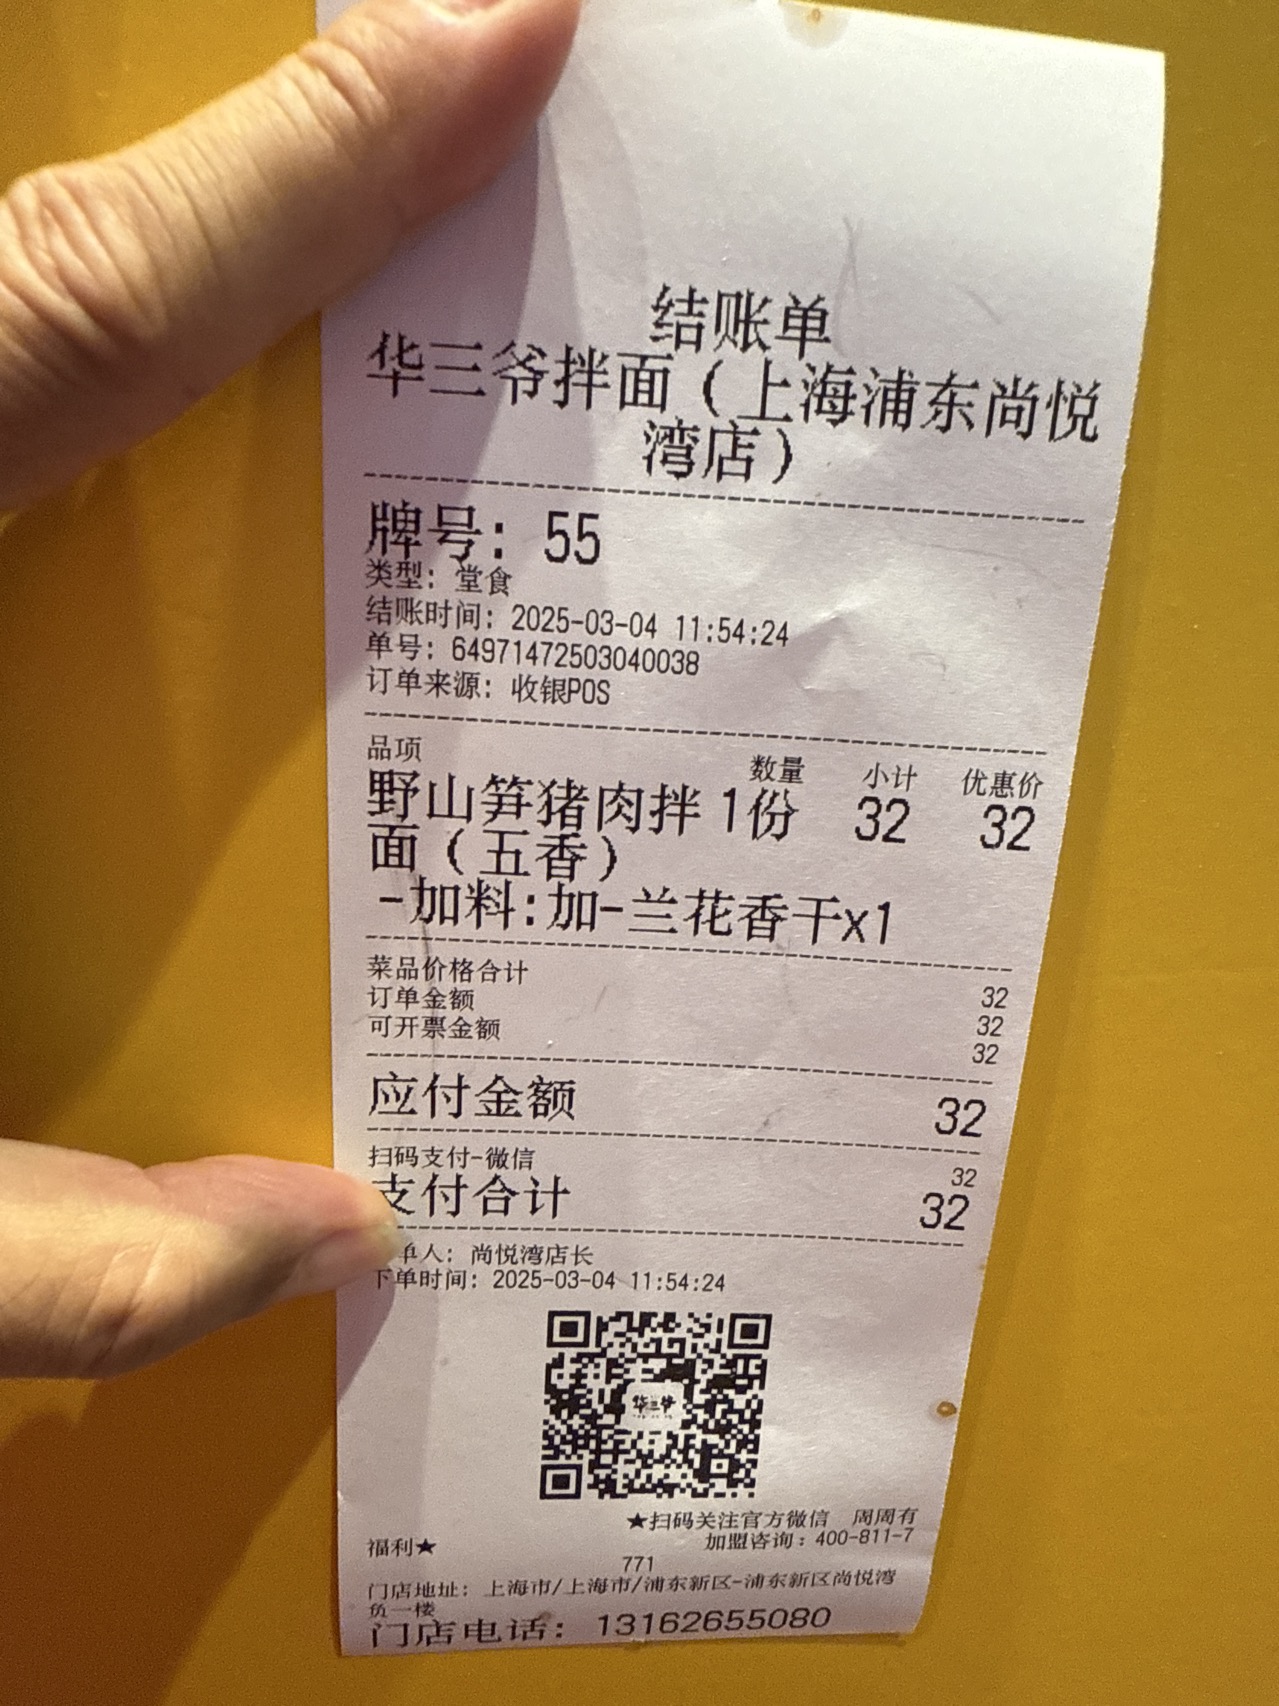 结账单
华三爷拌面（上海浦东尚悦
湾店）
牌号: 55
类型: 堂食
结账时间: 2025-03-04 11:54:24
单号: 64971472503040038
订单来源: 收银POS
品项 数量 小计 优惠价
野山笋猪肉拌 1份 32 32
面（五香）
-加料:加-兰花香干x1
菜品价格合计 32
订单金额 32
可开票金额 32
应付金额 32
扫码支付-微信 32
支付合计 32
单人: 尚悦湾店长
下单时间: 2025-03-04 11:54:24
华三爷
★扫码关注官方微信 周周有
福利★ 加盟咨询: 400-811-7
771
门店地址: 上海市/上海市/浦东新区-浦东新区尚悦湾
负一楼
门店电话: 13162655080